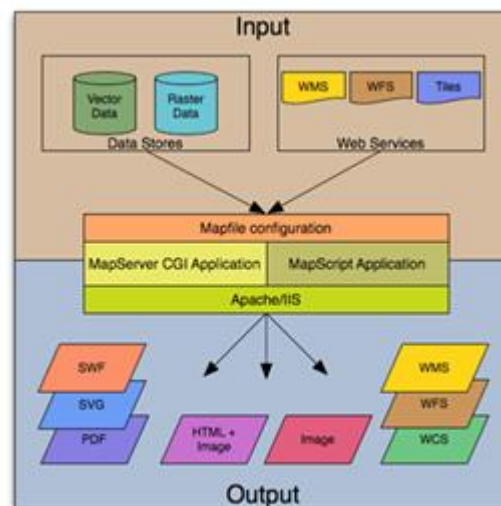 Input
Vector
Data
Raster
Data
Data Stores
WMS
WFS
Tiles
Web Services
Mapfile configuration
MapServer CGI Application
MapScript Application
Apache/IIS
SWF
SVG
PDF
HTML +
Image
Image
WMS
WFS
WCS
Output